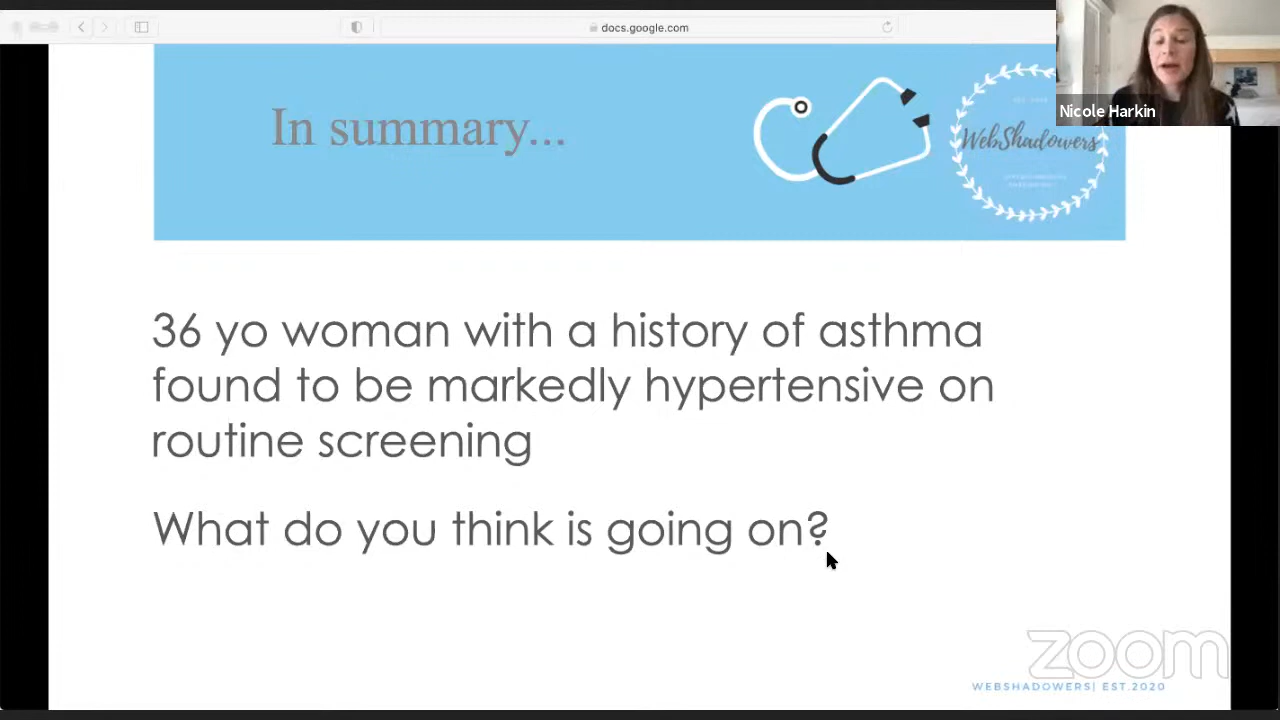 docs.google.com
Nicole Harkin
In summary...
WebShadowers
36 yo woman with a history of asthma
found to be markedly hypertensive on
routine screening
What do you think is going on?
zoom
WEBSHADOWERS| EST.2020